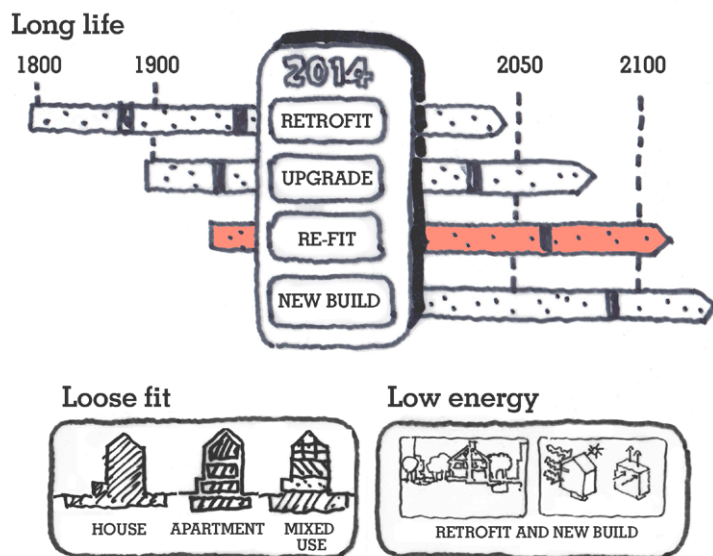 Long life
1800
1900
2014
2050
2100
RETROFIT
UPGRADE
RE-FIT
NEW BUILD
Loose fit
HOUSE
APARTMENT
MIXED
USE
Low energy
RETROFIT AND NEW BUILD